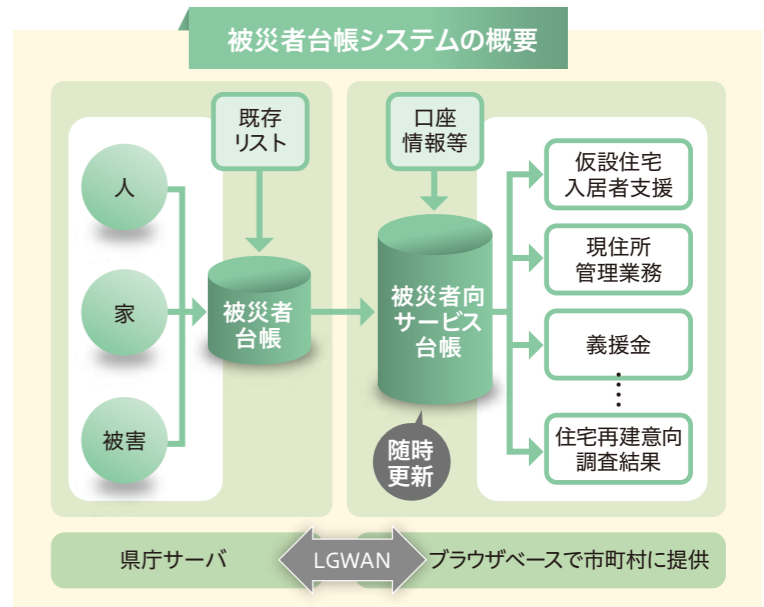 被災者台帳システムの概要
既存
リスト
口座
情報等
人
家
被害
被災者
台帳
被災者向
サービス
台帳
随時
更新
仮設住宅
入居者支援
現住所
管理業務
義援金
住宅再建意向
調査結果
県庁サーバ
LGWAN
ブラウザベースで市町村に提供